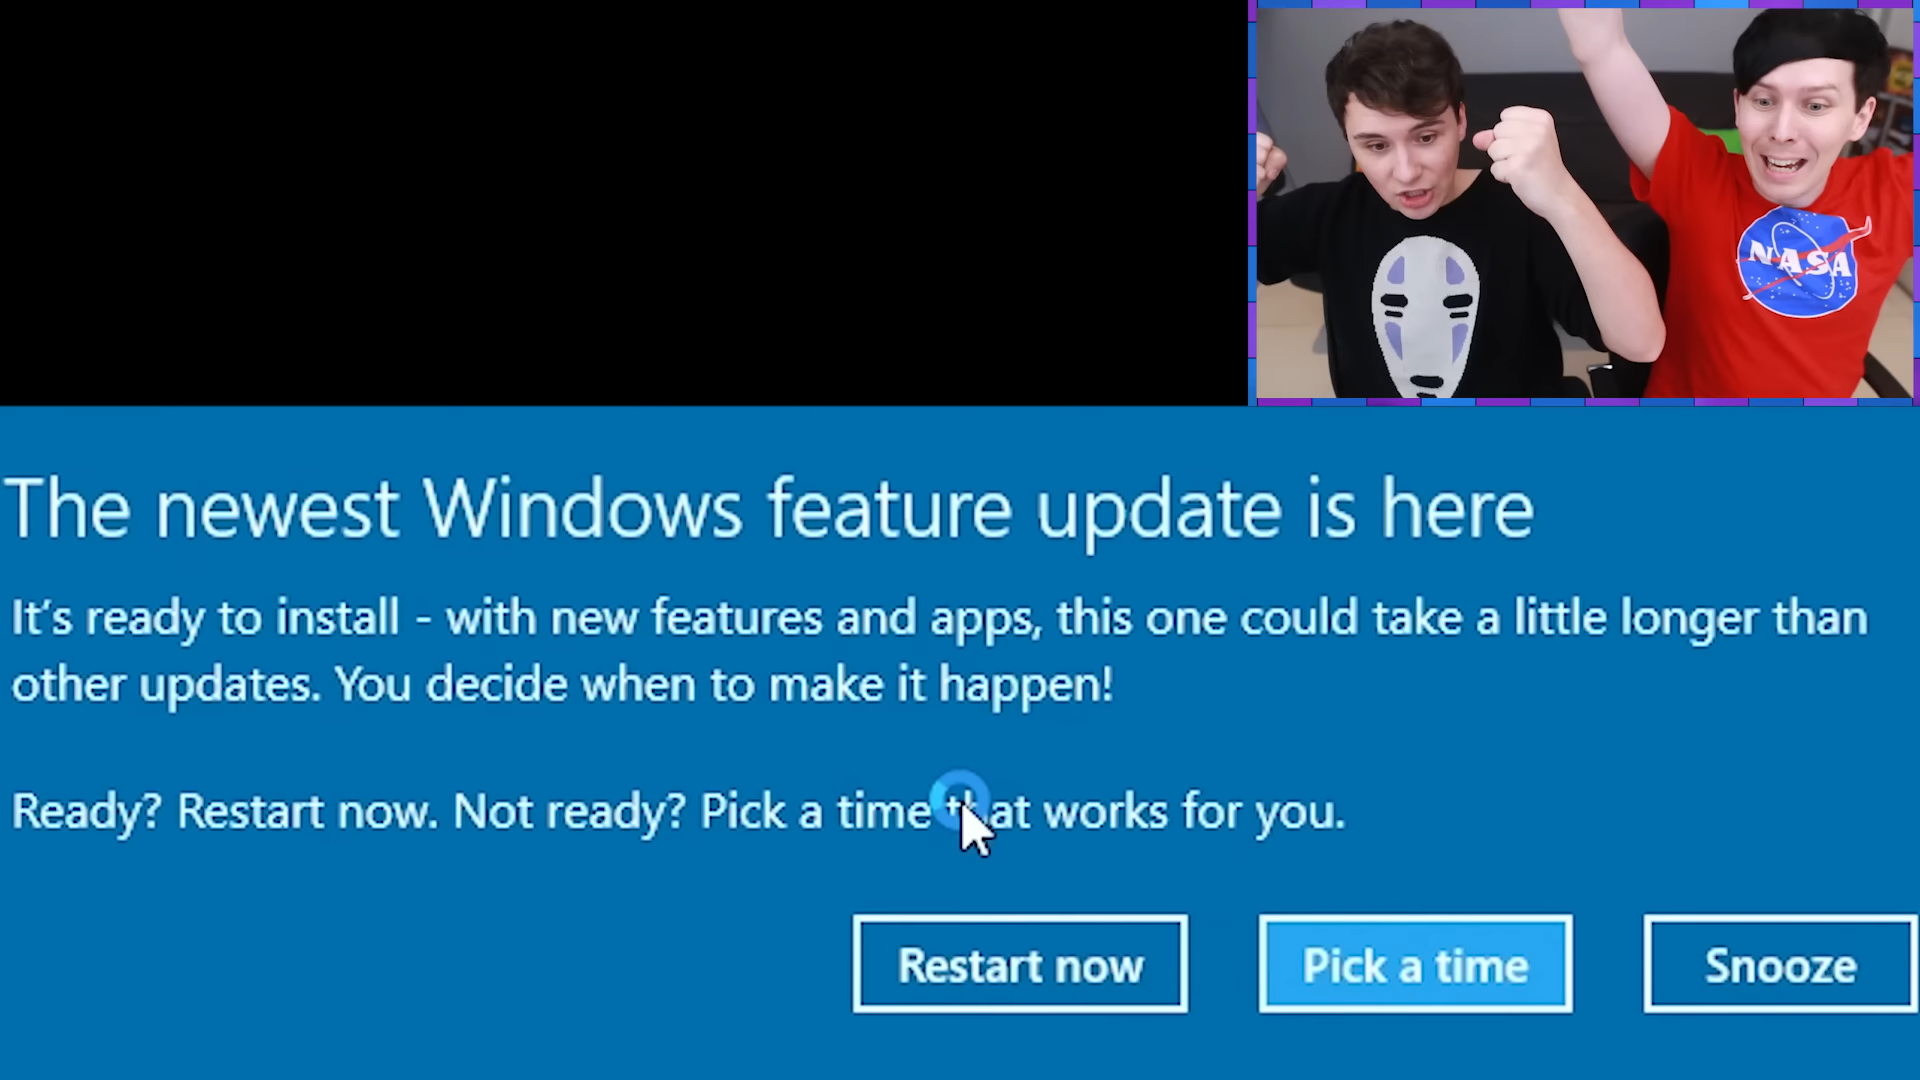 NASA
The newest Windows feature update is here
It's ready to install - with new features and apps, this one could take a little longer than
other updates. You decide when to make it happen!
Ready? Restart now. Not ready? Pick a time that works for you.
Restart now
Pick a time
Snooze